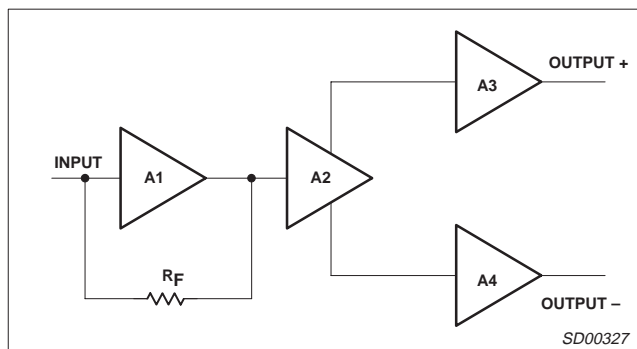 OUTPUT +
A3
INPUT
A1
A2
RF
A4
OUTPUT –
SD00327